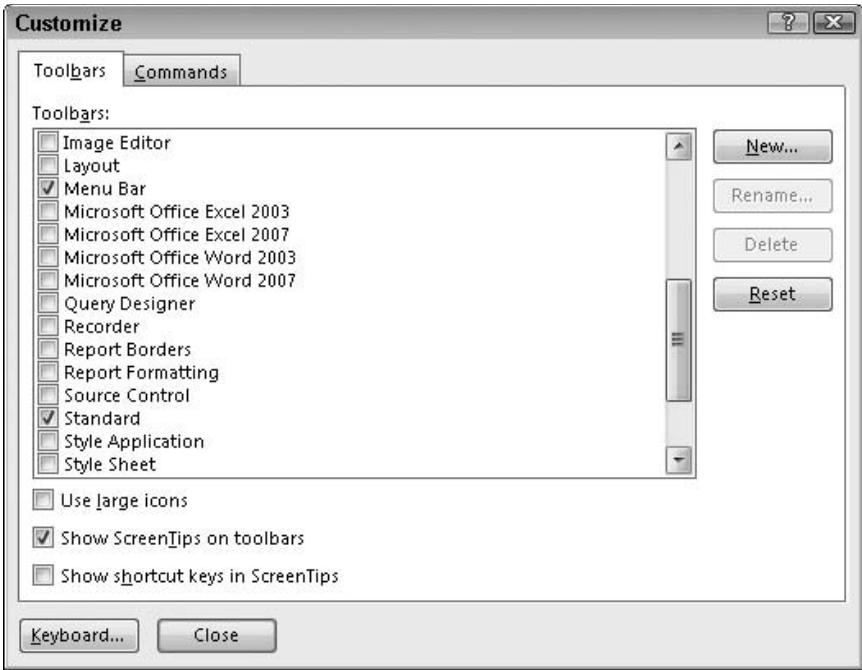 Customize
Toolbars
Commands
Toolbars:
Image Editor
Layout
Menu Bar
Microsoft Office Excel 2003
Microsoft Office Excel 2007
Microsoft Office Word 2003
Microsoft Office Word 2007
Query Designer
Recorder
Report Borders
Report Formatting
Source Control
Standard
Style Application
Style Sheet
New...
Rename...
Delete
Reset
Use large icons
Show ScreenTips on toolbars
Show shortcut keys in ScreenTips
Keyboard...
Close